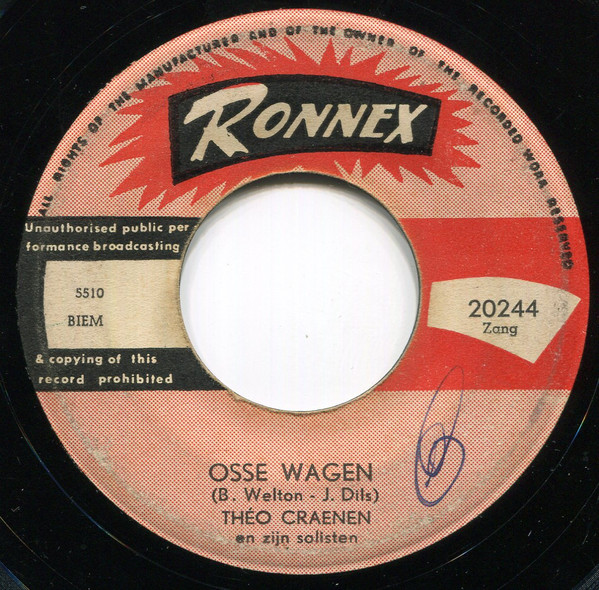 ALL RIGHTS OF THE MANUFACTURER AND OF THE OWNER OF THE RECORDED WORK RESERVED
RONNEX
Unauthorised public per
formance broadcasting
5510
BIEM
& copying of this
record prohibited
20244
Zang
OSSE WAGEN
(B. Welton - J. Dils)
THÉO CRAENEN
en zijn solisten